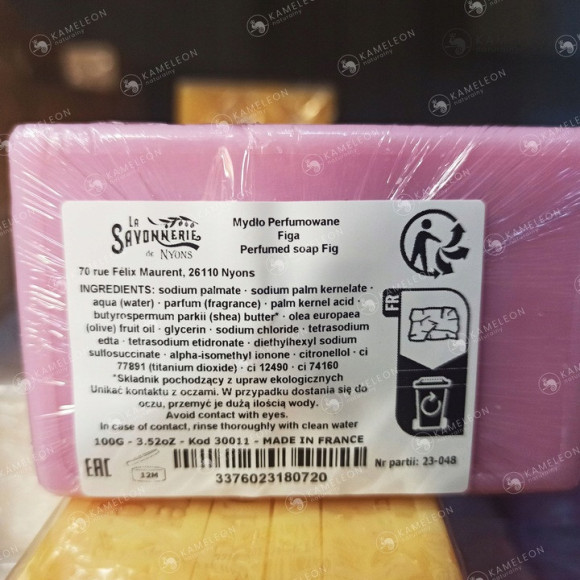 LA
SAVONNERIE
de NYONS
Mydło Perfumowane
Figa
Perfumed soap Fig
70 rue Félix Maurent, 26110 Nyons
INGREDIENTS: sodium palmate · sodium palm kernelate ·
aqua (water) · parfum (fragrance) · palm kernel acid ·
butyrospermum parkii (shea) butter* · olea europaea
(olive) fruit oil · glycerin · sodium chloride · tetrasodium
edta · tetrasodium etidronate · diethylhexyl sodium
sulfosuccinate · alpha-isomethyl ionone · citronellol · ci
77891 (titanium dioxide) · ci 12490 · ci 74160
*Składnik pochodzący z upraw ekologicznych
Unikać kontaktu z oczami. W przypadku dostania się do
oczu, przemyć je dużą ilością wody.
Avoid contact with eyes.
In case of contact, rinse thoroughly with clean water
100G - 3.52oZ - Kod 30011 - MADE IN FRANCE
EAC
12M
3376023180720
Nr partii: 23-048
FR
KAMELEON
naturalny